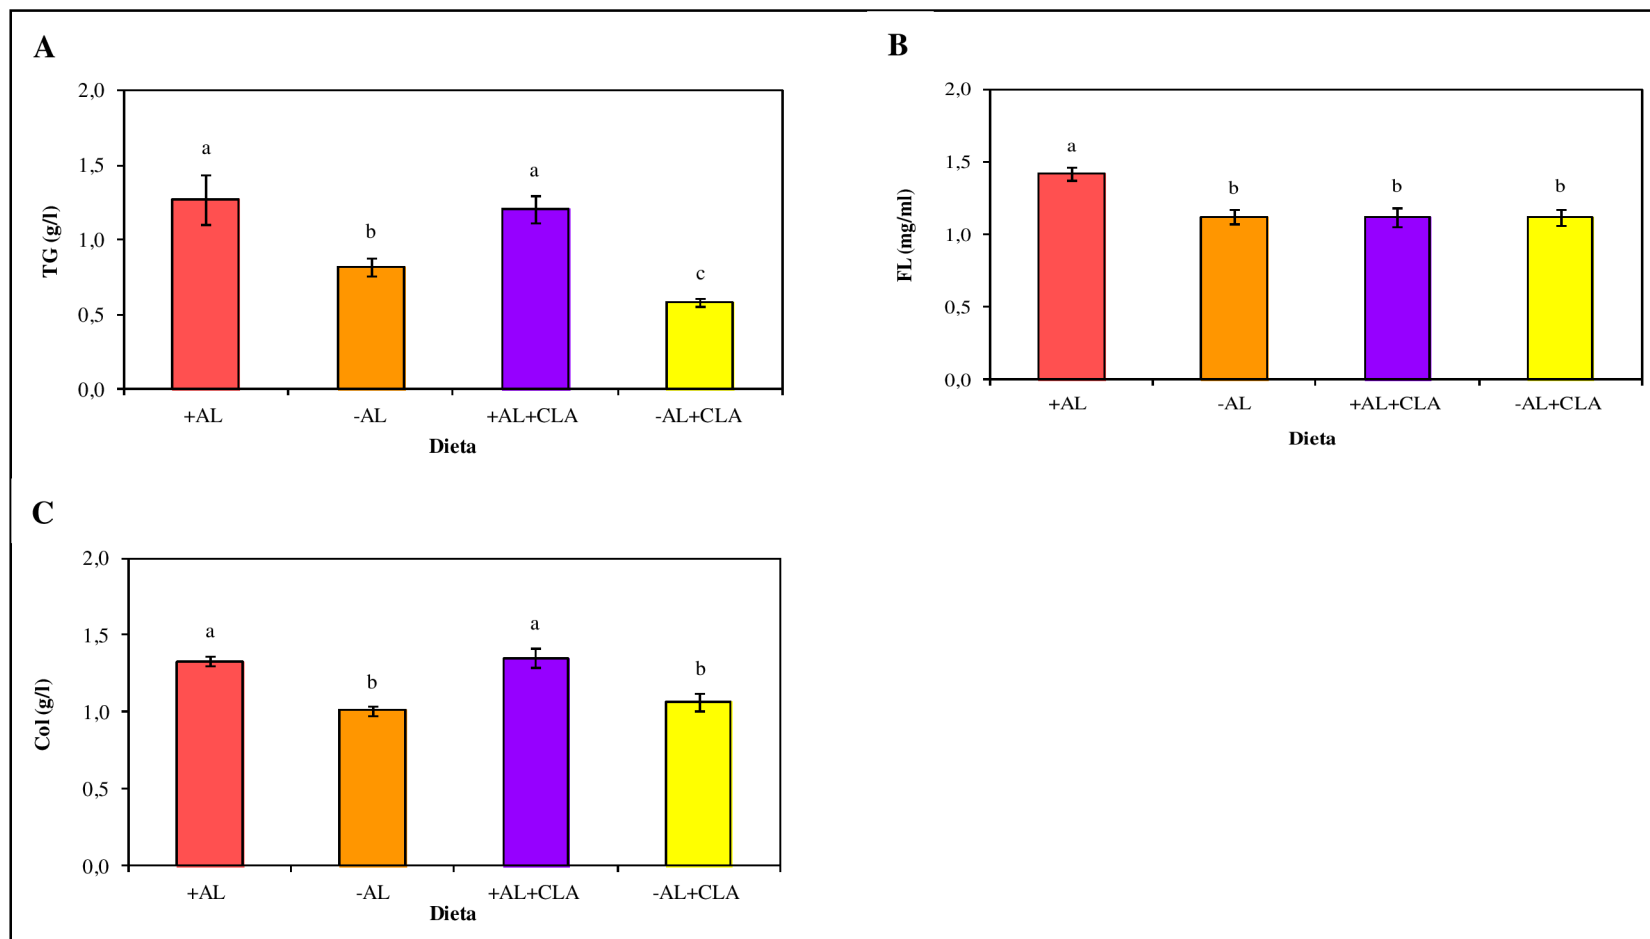 A
2,0
1,5
1,0
0,5
0,0
TG (g/l)
a
b
a
c
+AL
-AL
+AL+CLA
-AL+CLA
Dieta
B
2,0
1,5
1,0
0,5
0,0
FL (mg/ml)
a
b
b
b
+AL
-AL
+AL+CLA
-AL+CLA
Dieta
C
2,0
1,5
1,0
0,5
0,0
Col (g/l)
a
b
a
b
+AL
-AL
+AL+CLA
-AL+CLA
Dieta